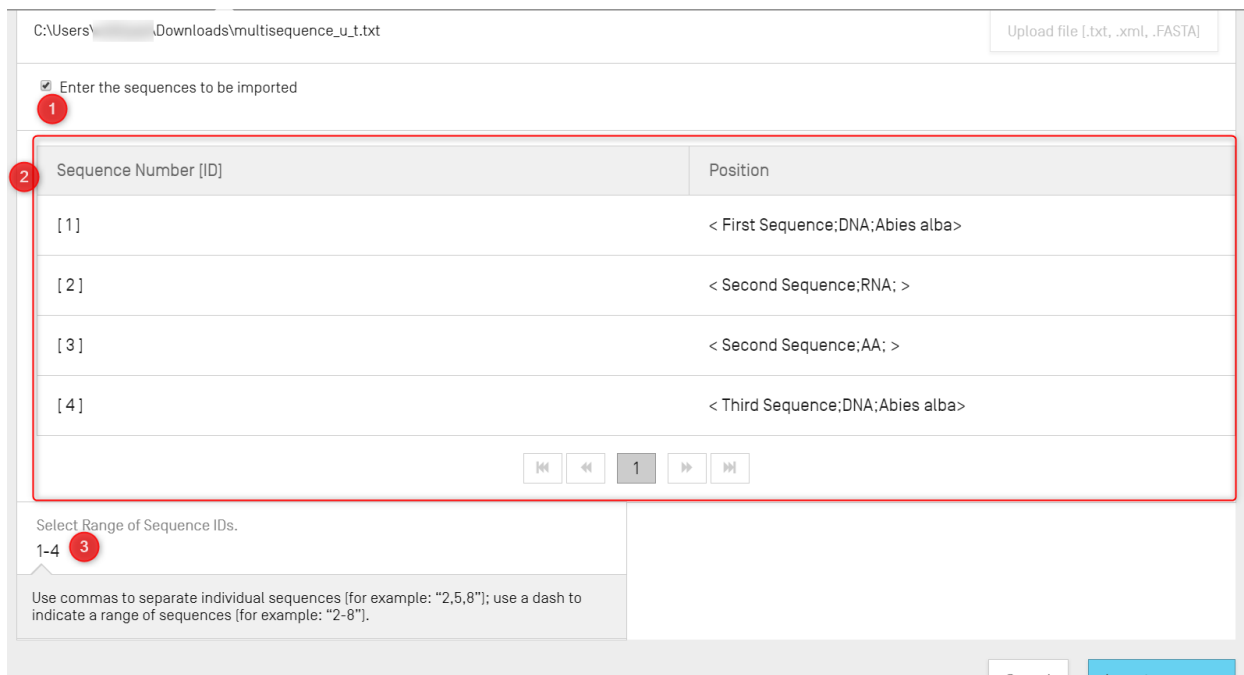 C:\Users\ \Downloads\multisequence_u_t.txt
Upload file [.txt, .xml, .FASTA]
Enter the sequences to be imported
1
2
Sequence Number [ID] Position
[ 1 ] < First Sequence;DNA;Abies alba>
[ 2 ] < Second Sequence;RNA; >
[ 3 ] < Second Sequence;AA; >
[ 4 ] < Third Sequence;DNA;Abies alba>
1
Select Range of Sequence IDs.
1-4
3
Use commas to separate individual sequences (for example: “2,5,8”); use a dash to
indicate a range of sequences (for example: “2-8”).